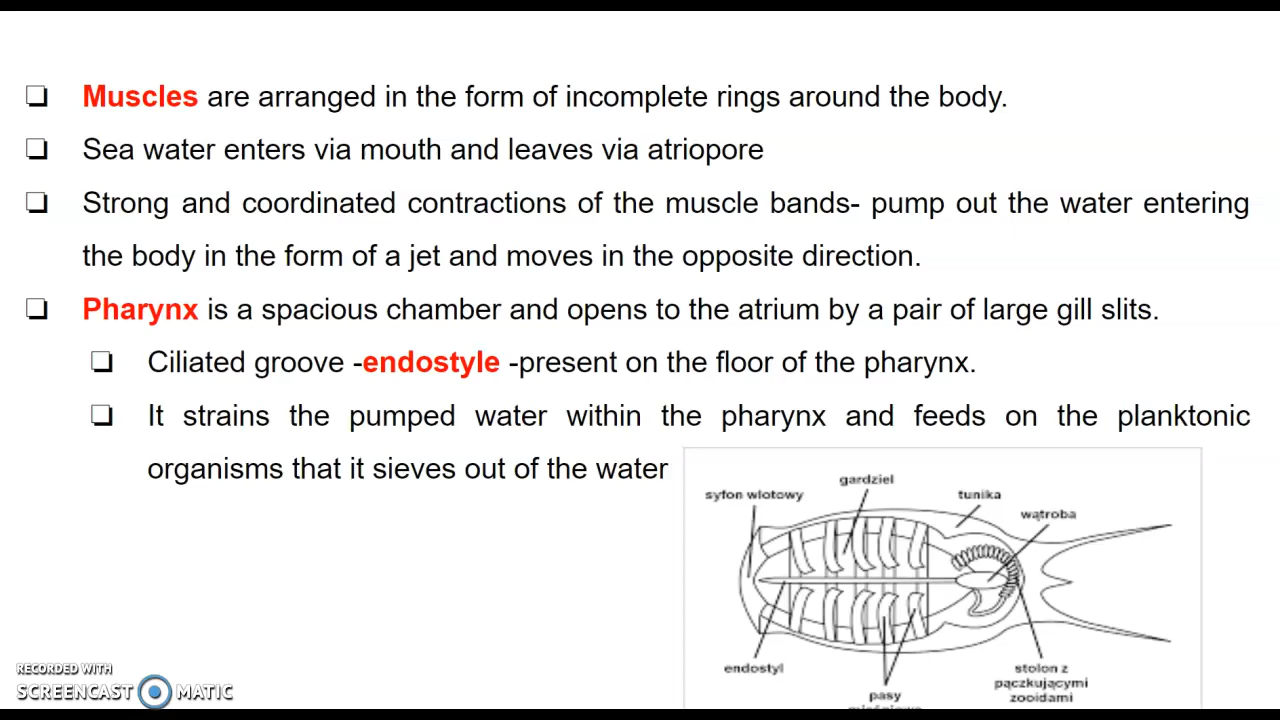 Muscles are arranged in the form of incomplete rings around the body.
Sea water enters via mouth and leaves via atriopore
Strong and coordinated contractions of the muscle bands- pump out the water entering
the body in the form of a jet and moves in the opposite direction.
Pharynx is a spacious chamber and opens to the atrium by a pair of large gill slits.
Ciliated groove -endostyle -present on the floor of the pharynx.
It strains the pumped water within the pharynx and feeds on the planktonic
organisms that it sieves out of the water
gardziel
syfon wlotowy
tunika
wątroba
endostyl
stolon z
pączkującymi
zooidami
pasy
RECORDED WITH
SCREENCAST MATIC